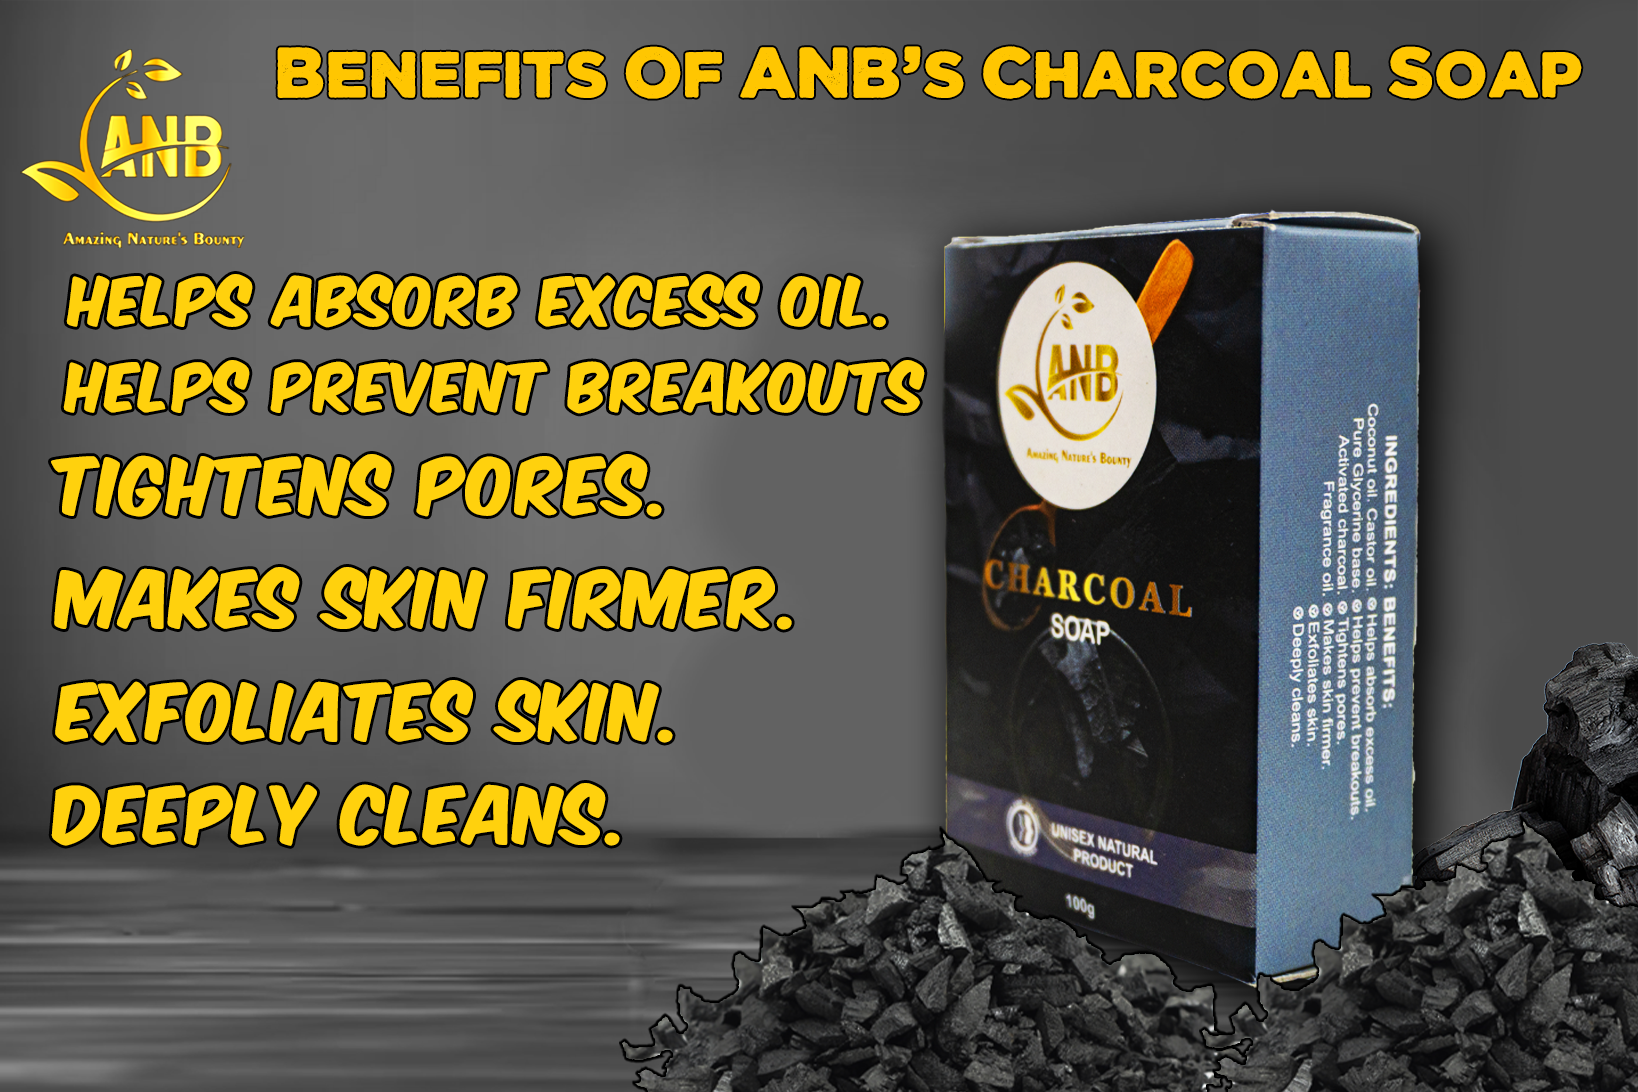 BENEFITS OF ANB'S CHARCOAL SOAP
ANB
AMAZING NATURE'S BOUNTY
HELPS ABSORB EXCESS OIL.
HELPS PREVENT BREAKOUTS
TIGHTENS PORES.
MAKES SKIN FIRMER.
EXFOLIATES SKIN.
DEEPLY CLEANS.
ANB
AMAZING NATURE'S BOUNTY
CHARCOAL
SOAP
UNISEX NATURAL
PRODUCT
100g
INGREDIENTS:
Coconut oil. Castor oil.
Pure Glycerine base.
Activated charcoal.
Fragrance oil.
BENEFITS:
Helps absorb excess oil.
Helps prevent breakouts.
Tightens pores.
Makes skin firmer.
Exfoliates skin.
Deeply cleans.